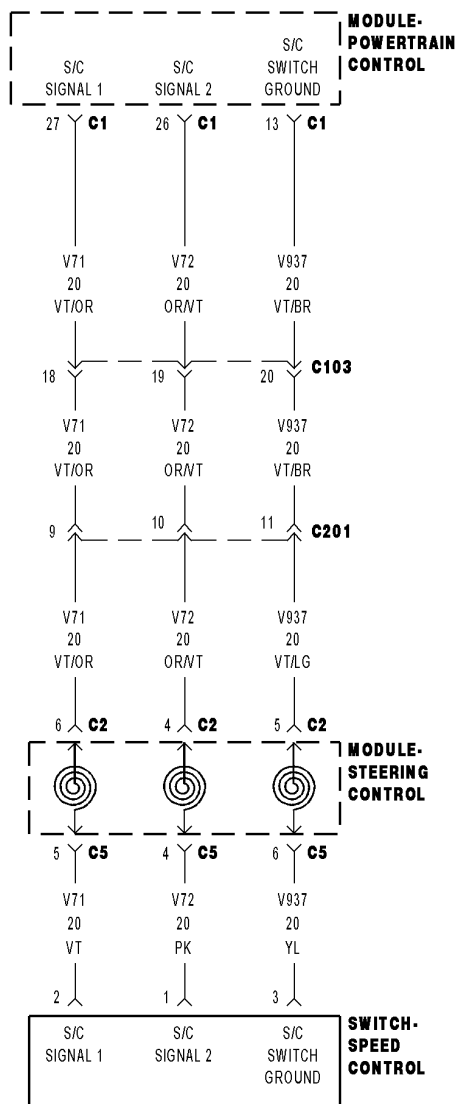 MODULE-
POWERTRAIN
CONTROL
S/C
SIGNAL 1
S/C
SIGNAL 2
S/C
SWITCH
GROUND
27 C1 26 C1 13 C1
V71 V72 V937
20 20 20
VT/OR OR/VT VT/BR
18 19 20 C103
V71 V72 V937
20 20 20
VT/OR OR/VT VT/BR
9 10 11 C201
V71 V72 V937
20 20 20
VT/OR OR/VT VT/LG
6 C2 4 C2 5 C2
MODULE-
STEERING
CONTROL
5 C5 4 C5 6 C5
V71 V72 V937
20 20 20
VT PK YL
2 1 3
S/C
SIGNAL 1
S/C
SIGNAL 2
S/C
SWITCH
GROUND
SWITCH-
SPEED
CONTROL